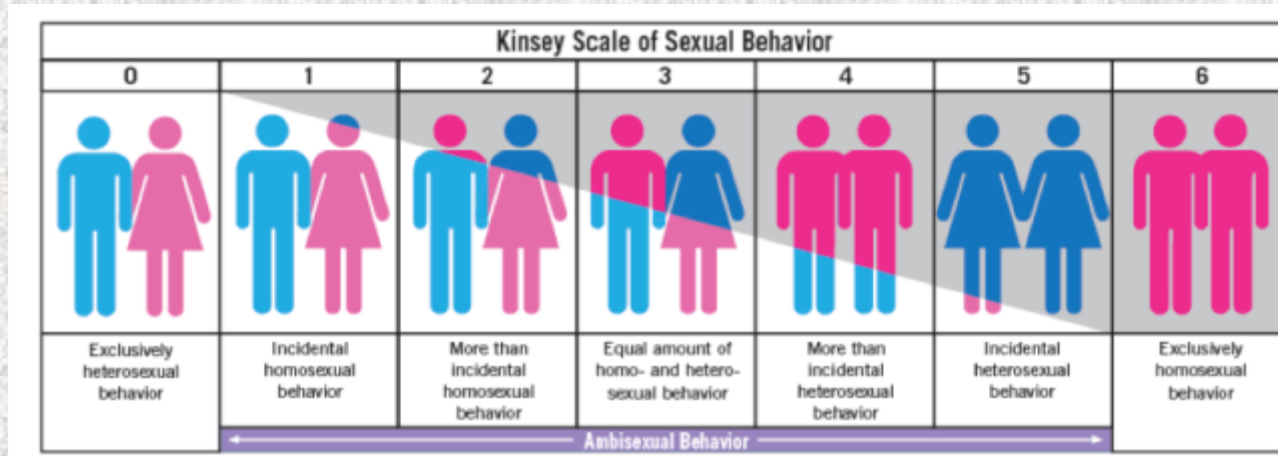 Kinsey Scale of Sexual Behavior
0 1 2 3 4 5 6
Exclusively
heterosexual
behavior
Incidental
homosexual
behavior
More than
incidental
homosexual
behavior
Equal amount of
homo- and hetero-
sexual behavior
More than
incidental
heterosexual
behavior
Incidental
heterosexual
behavior
Exclusively
homosexual
behavior
Ambisexual Behavior